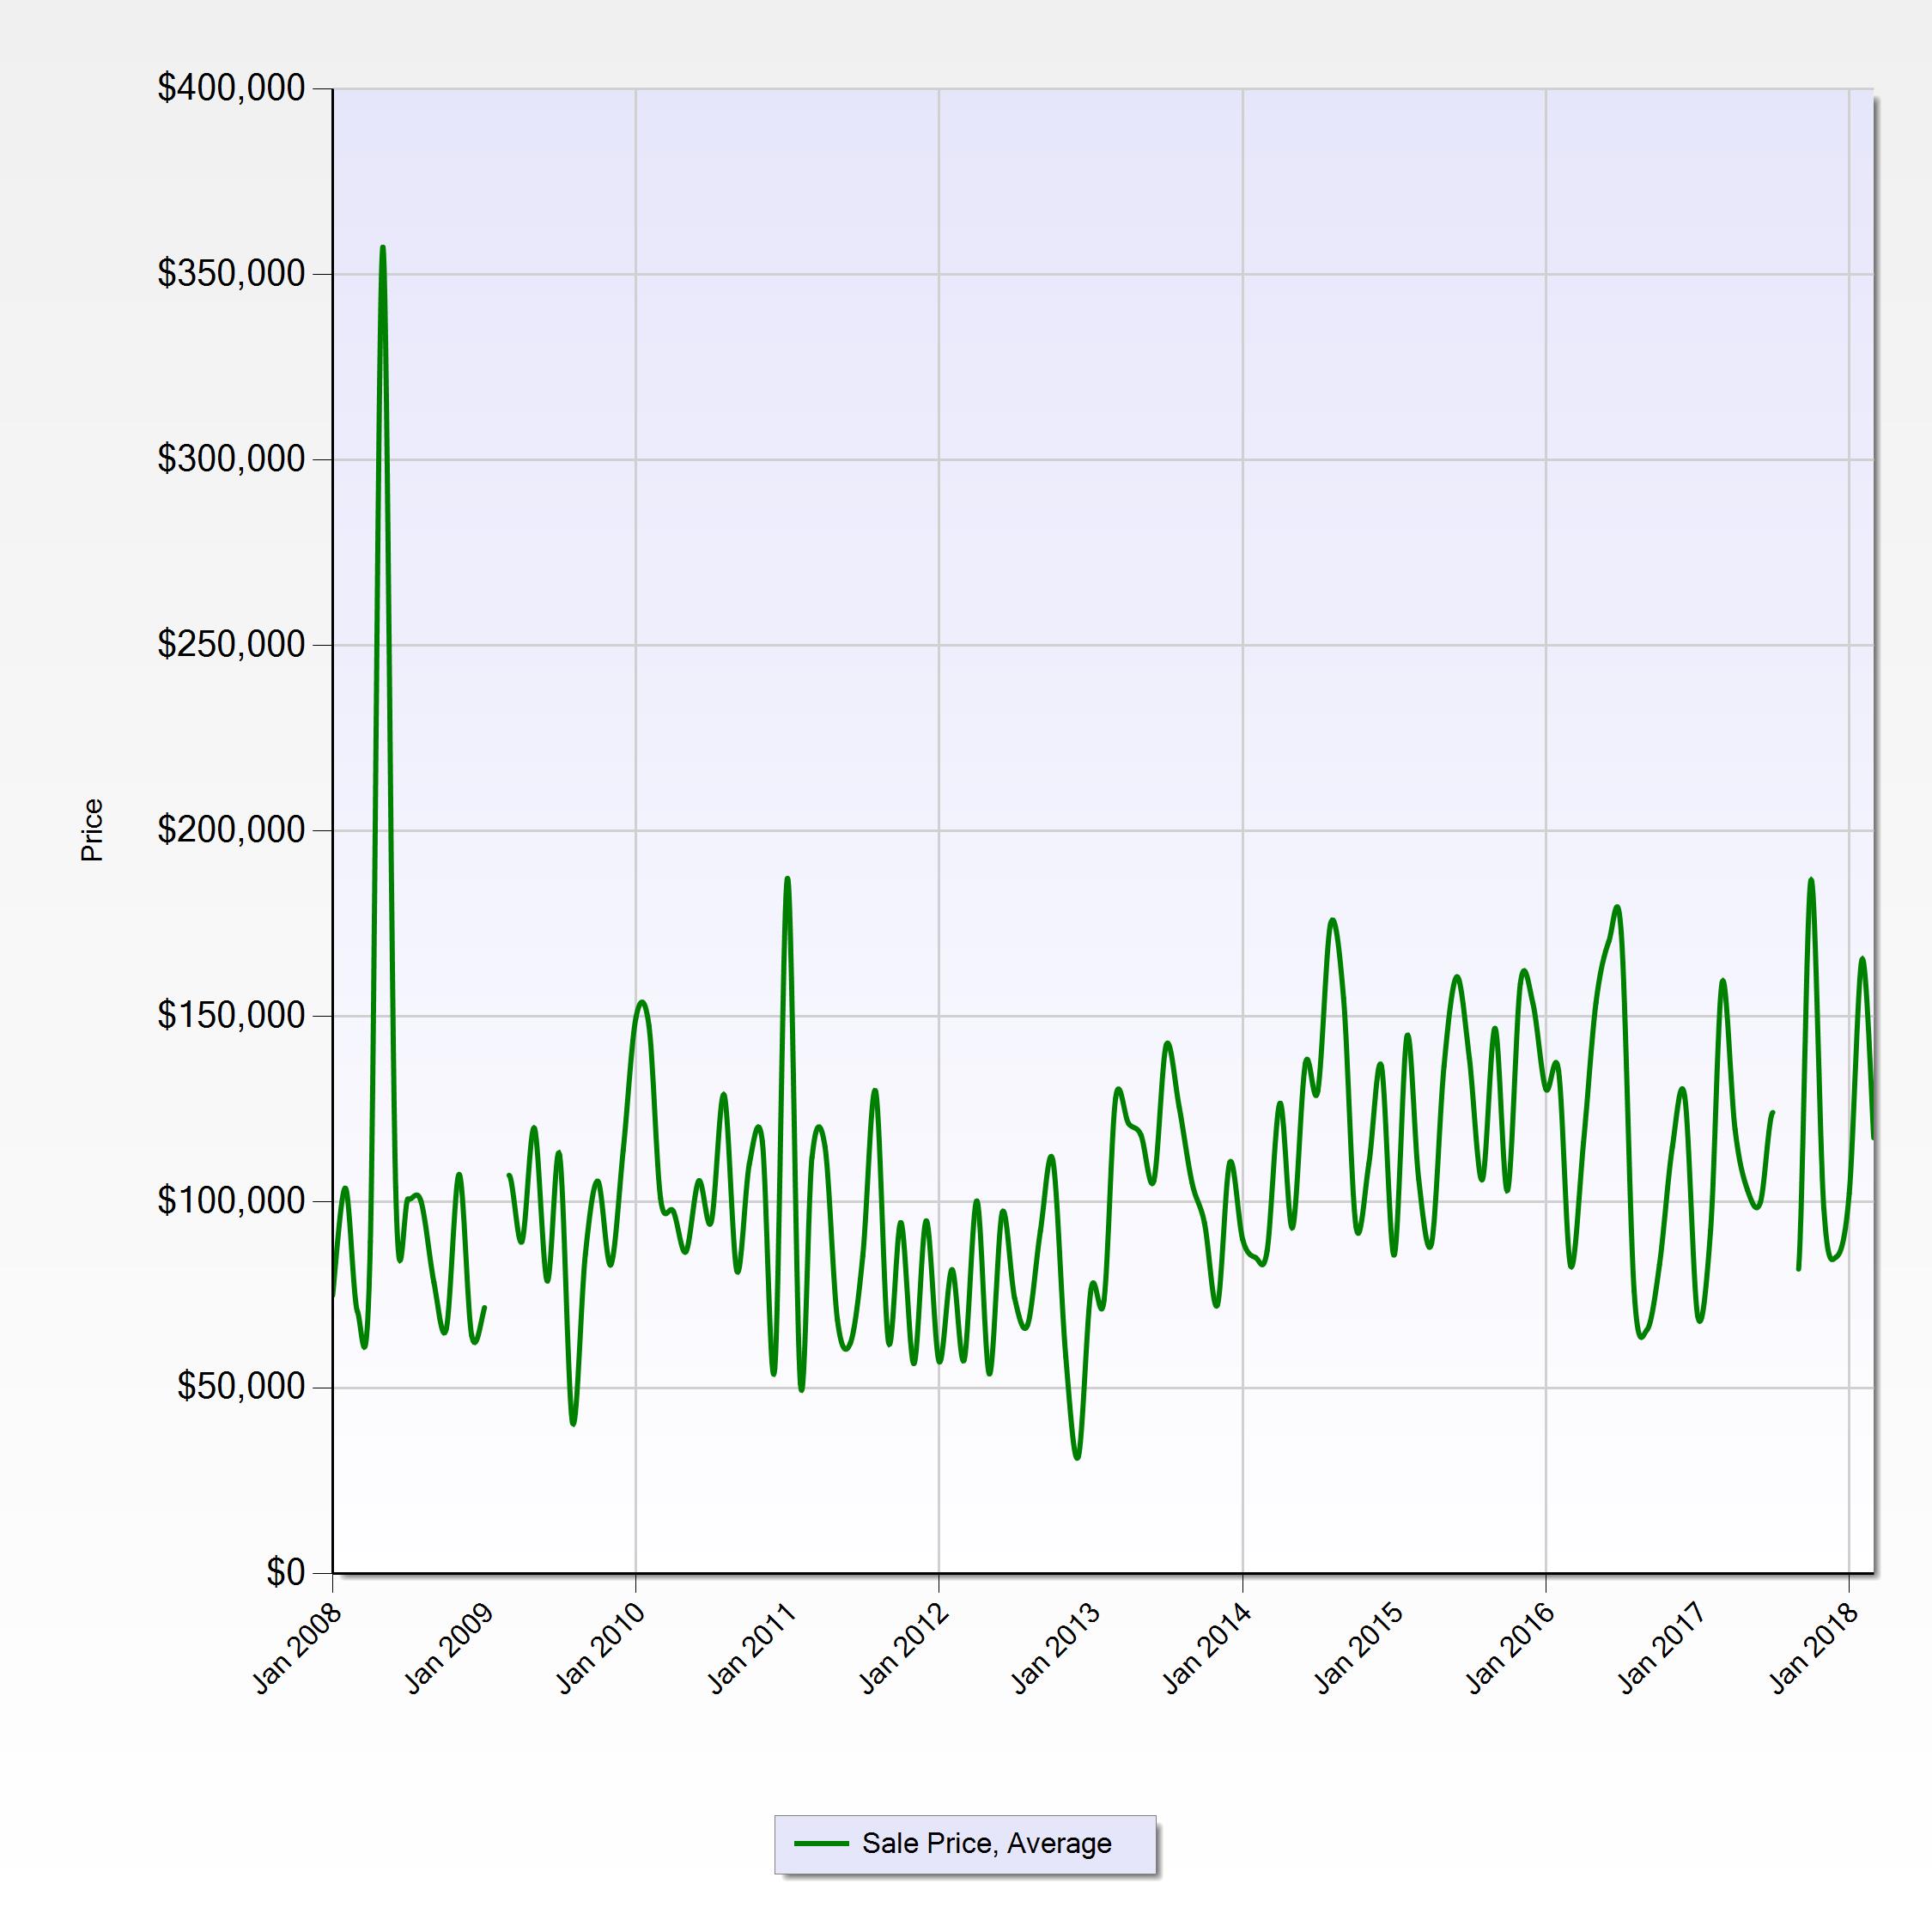 $400,000
$350,000
$300,000
$250,000
$200,000
$150,000
$100,000
$50,000
$0
Price
Jan 2008
Jan 2009
Jan 2010
Jan 2011
Jan 2012
Jan 2013
Jan 2014
Jan 2015
Jan 2016
Jan 2017
Jan 2018
Sale Price, Average